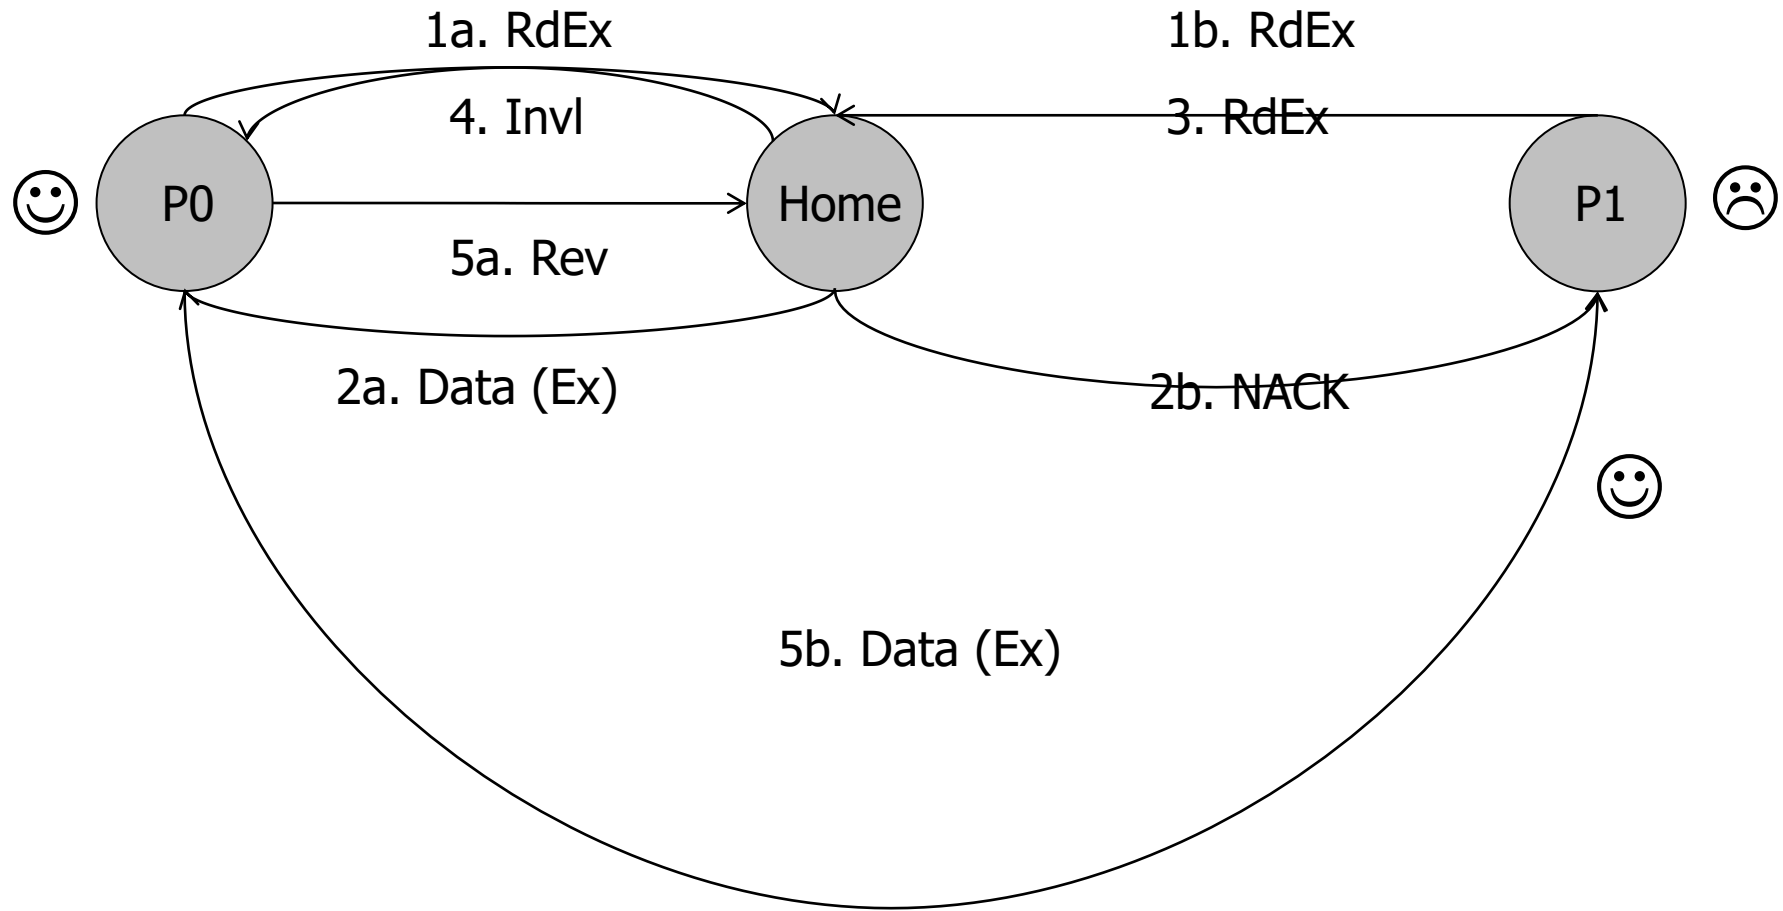 1a. RdEx
1b. RdEx
4. Invl
3. RdEx
P0
Home
P1
5a. Rev
2a. Data (Ex)
2b. NACK
5b. Data (Ex)